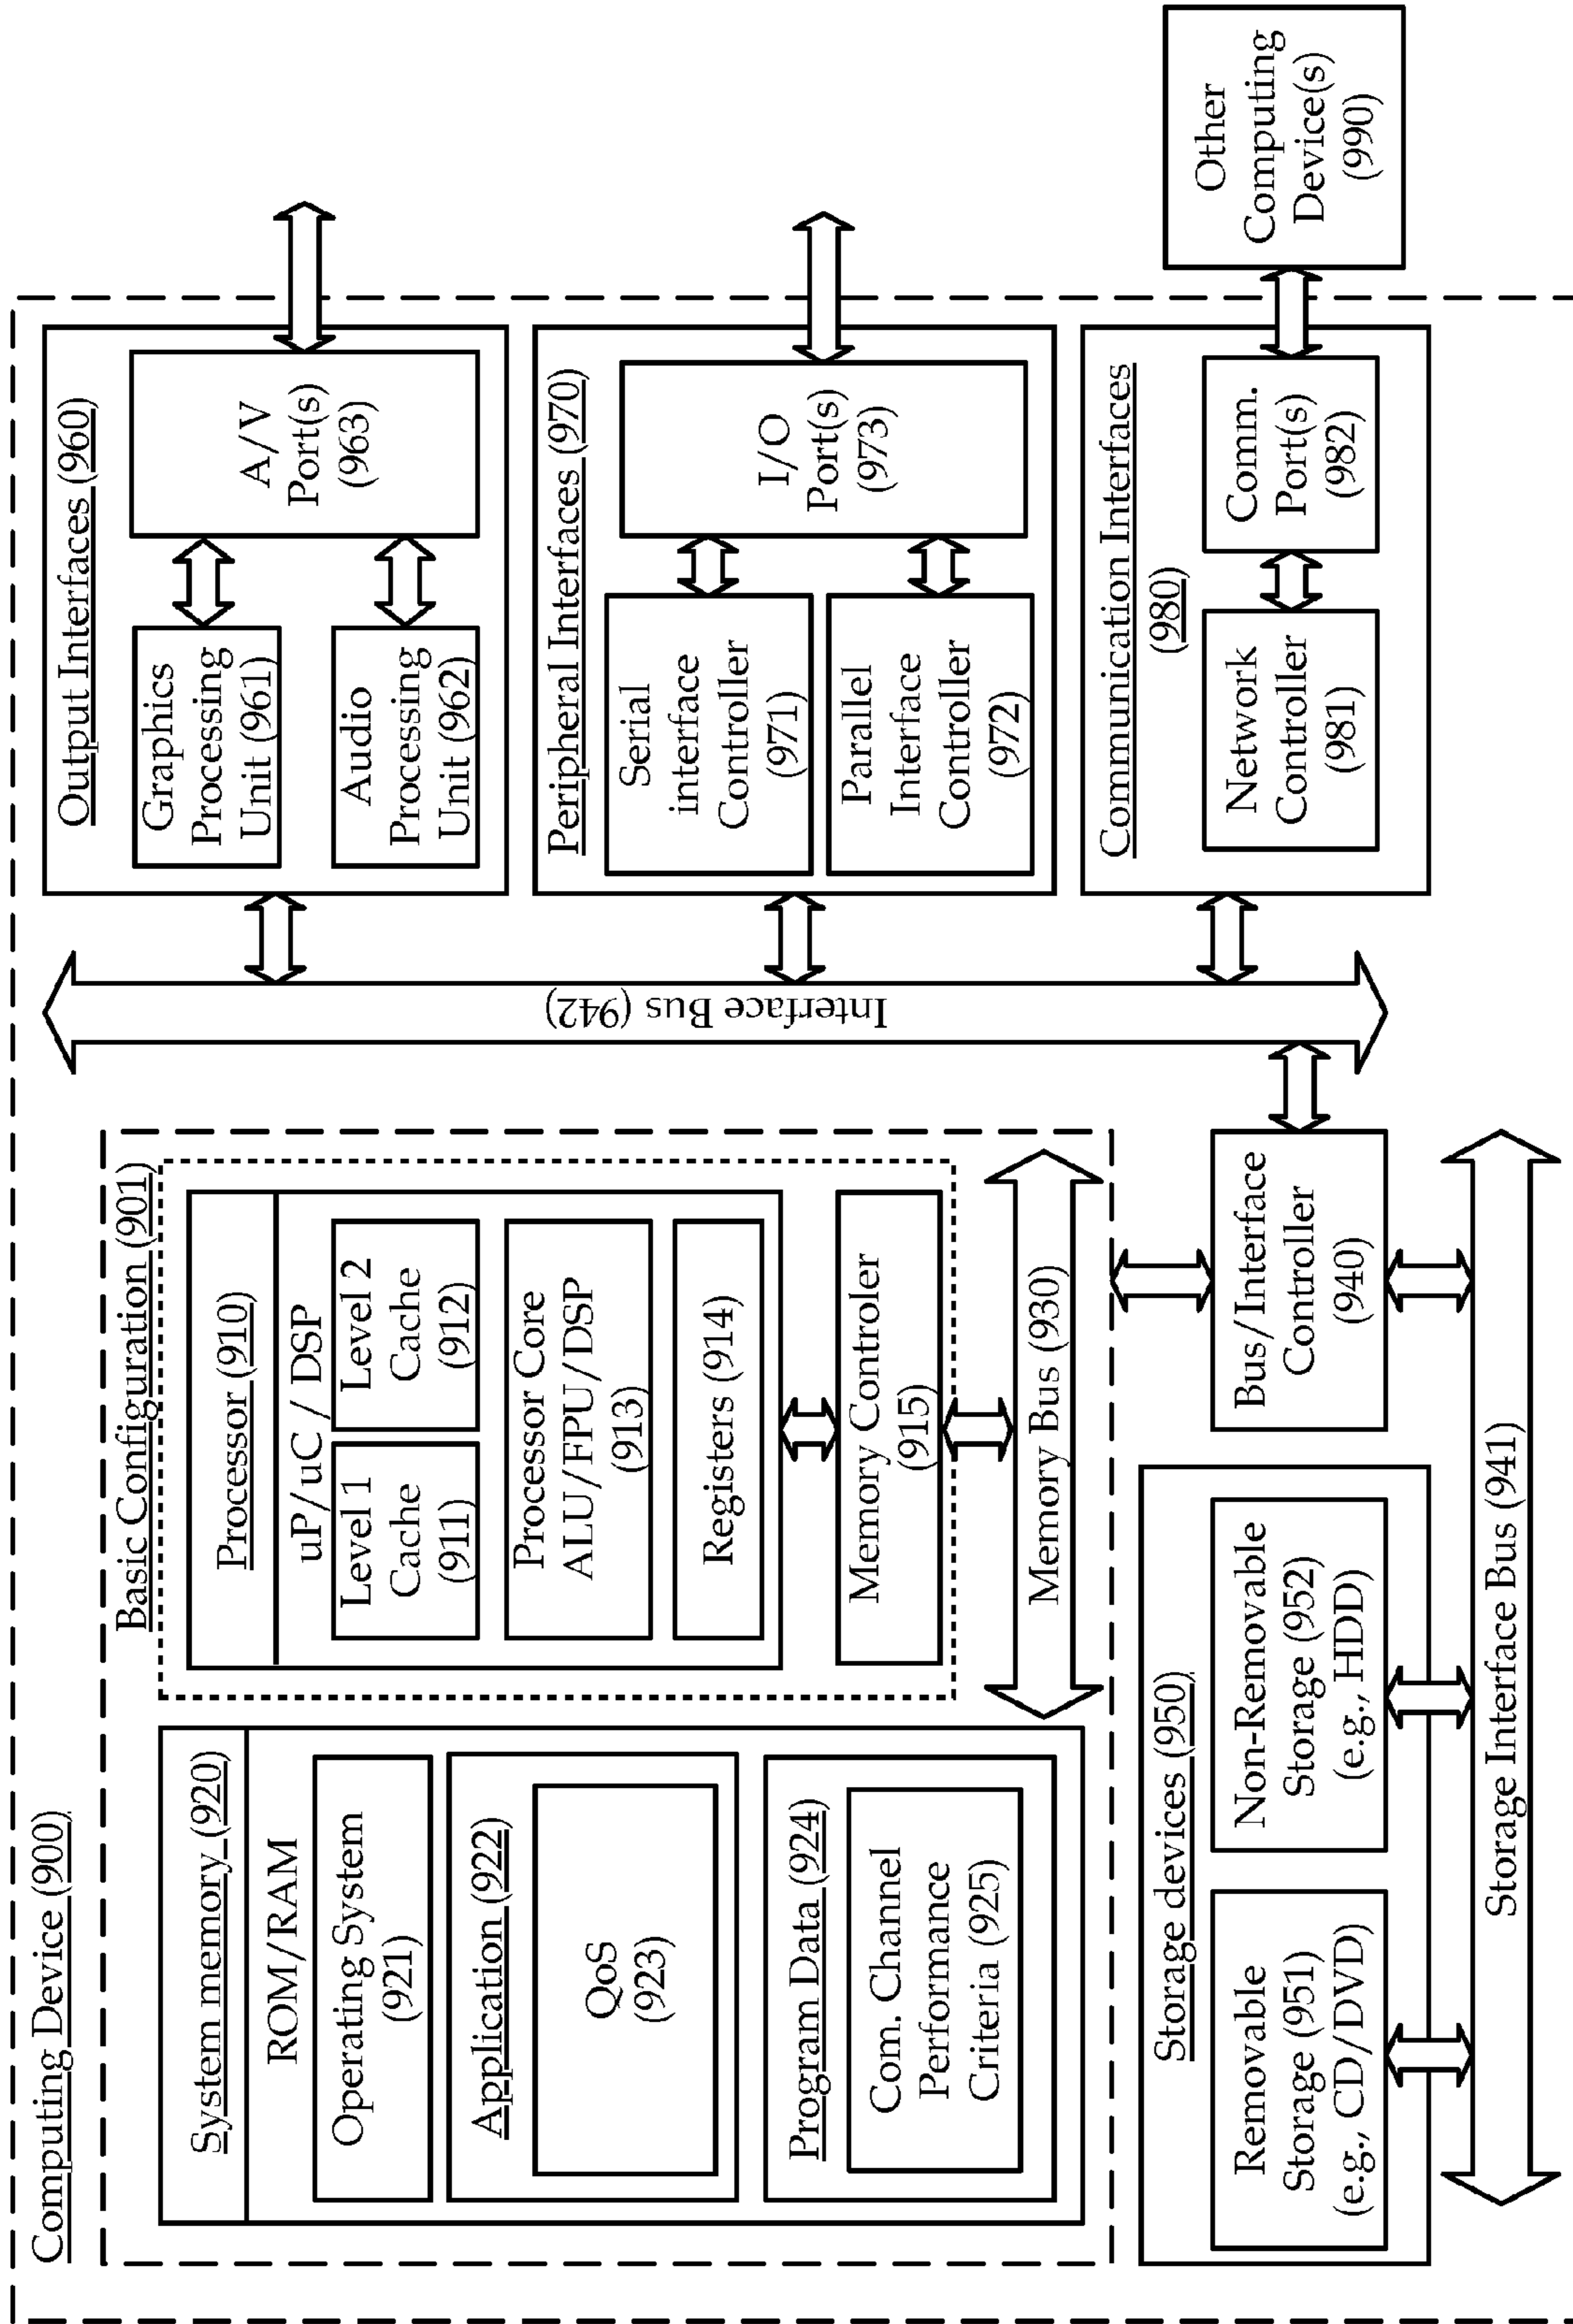 Computing Device (900)
Basic Configuration (901)
System memory (920)
ROM/RAM
Operating System
(921)
Application (922)
QoS
(923)
Program Data (924)
Com. Channel
Performance
Criteria (925)
Processor (910)
uP/uC / DSP
Level 1
Cache
(911)
Level 2
Cache
(912)
Processor Core
ALU/FPU/DSP
(913)
Registers (914)
Memory Controler
(915)
Memory Bus (930)
Bus/Interface
Controller
(940)
Storage devices (950)
Removable
Storage (951)
(e.g., CD/DVD)
Non-Removable
Storage (952)
(e.g., HDD)
Storage Interface Bus (941)
Interface Bus (942)
Output Interfaces (960)
Graphics
Processing
Unit (961)
Audio
Processing
Unit (962)
A/V
Port(s)
(963)
Peripheral Interfaces (970)
Serial
interface
Controller
(971)
Parallel
Interface
Controller
(972)
I/O
Port(s)
(973)
Communication Interfaces
(980)
Network
Controller
(981)
Comm.
Port(s)
(982)
Other
Computing
Device(s)
(990)